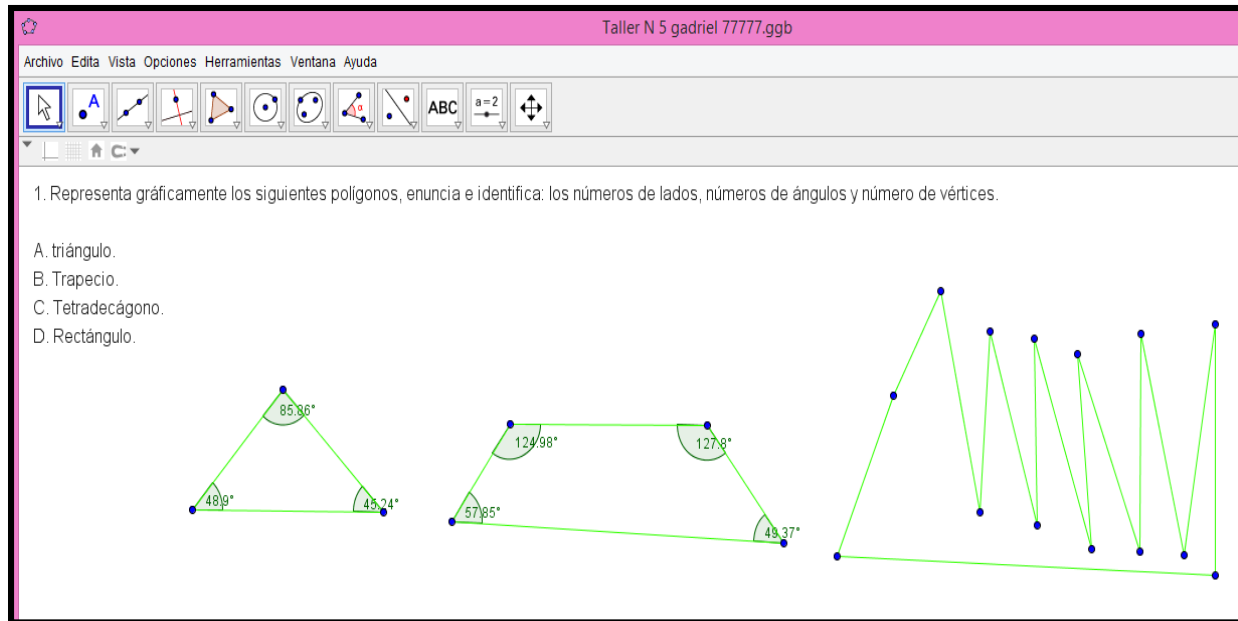 Taller N 5 gadriel 77777.ggb
Archivo Edita Vista Opciones Herramientas Ventana Ayuda
A α ABC a=2
1. Representa gráficamente los siguientes polígonos, enuncia e identifica: los números de lados, números de ángulos y número de vértices.
A. triángulo.
B. Trapecio.
C. Tetradecágono.
D. Rectángulo.
85.86°
48.9°
45.24°
124.98°
127.8°
57.85°
49.37°